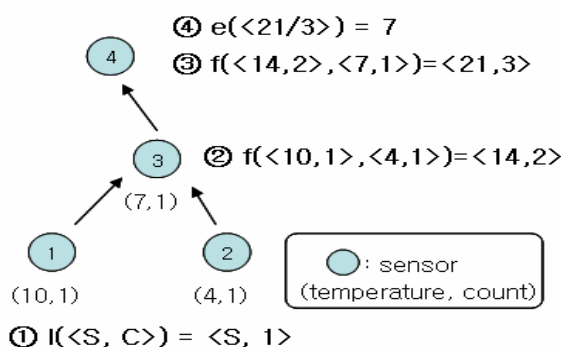 ④ e(<21/3>) = 7
4
③ f(<14,2>,<7,1>)=<21,3>
3
② f(<10,1>,<4,1>)=<14,2>
(7,1)
1
2
: sensor
(10,1)
(4,1)
(temperature, count)
① I(<S, C>) = <S, 1>